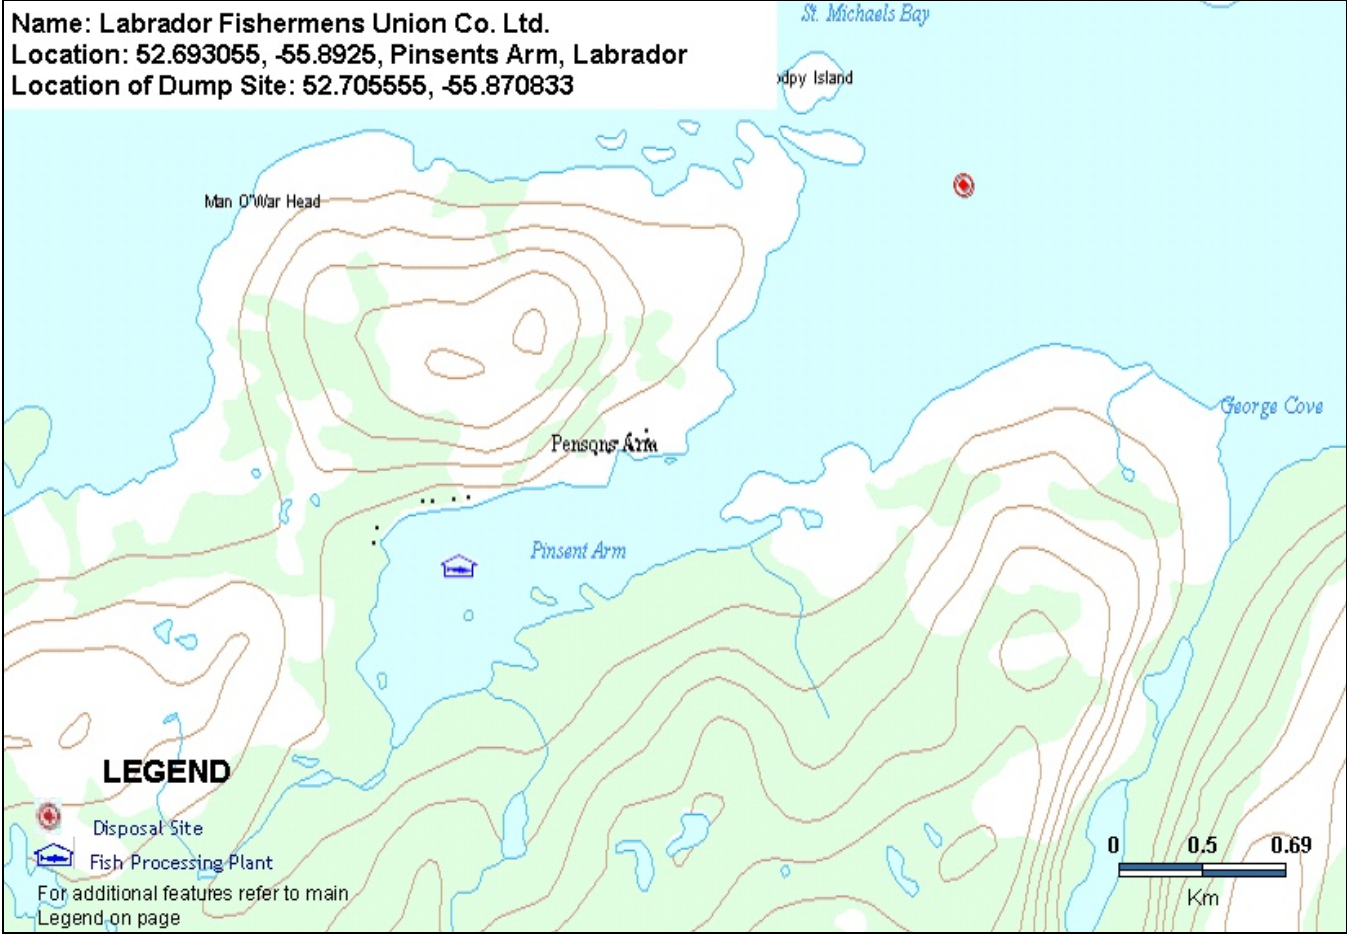 Name: Labrador Fishermens Union Co. Ltd.
Location: 52.693055, -55.8925, Pinsents Arm, Labrador
Location of Dump Site: 52.705555, -55.870833
St. Michaels Bay
Island
Man O'War Head
George Cove
Pensons Arm
Pinsent Arm
LEGEND
Disposal Site
Fish Processing Plant
For additional features refer to main
Legend on page
0 0.5 0.69
Km